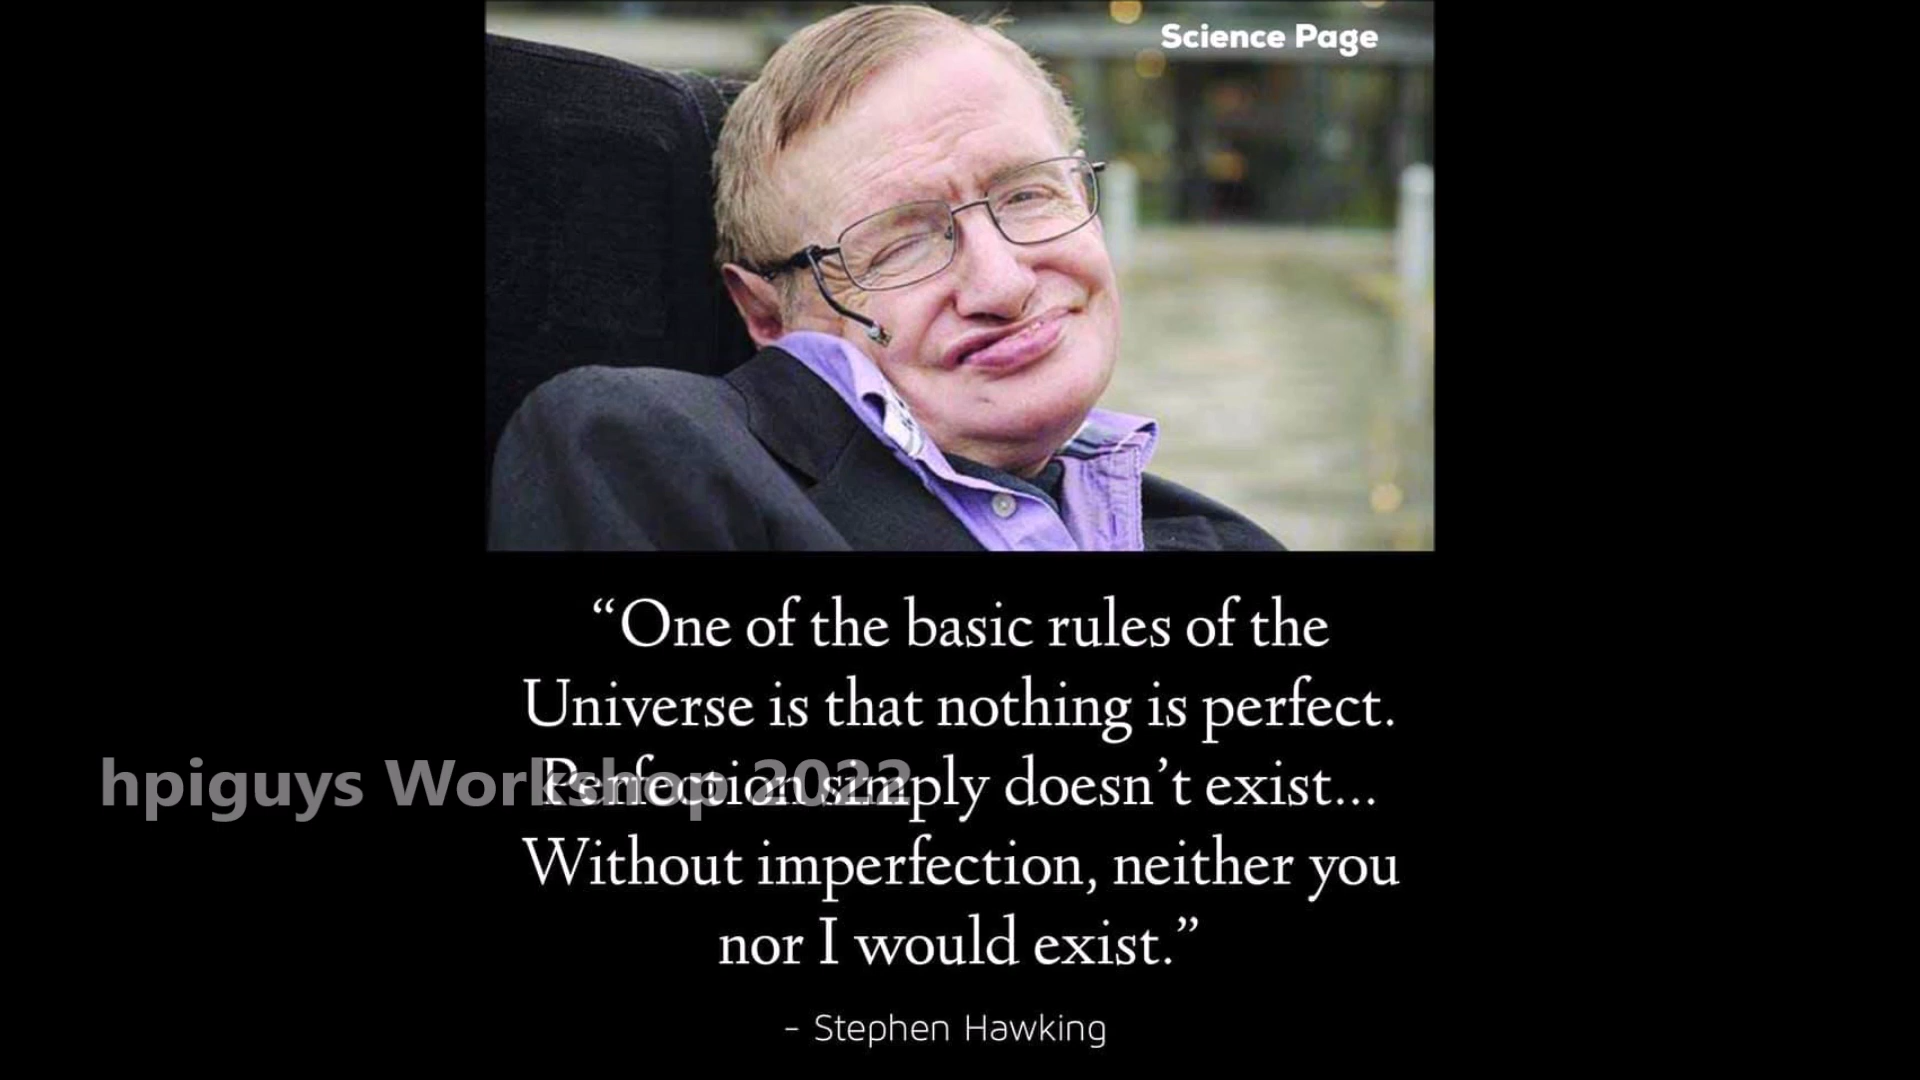 Science Page
“One of the basic rules of the
Universe is that nothing is perfect.
Perfection simply doesn’t exist...
hpiguys Workshop 2022
Without imperfection, neither you
nor I would exist.”
- Stephen Hawking